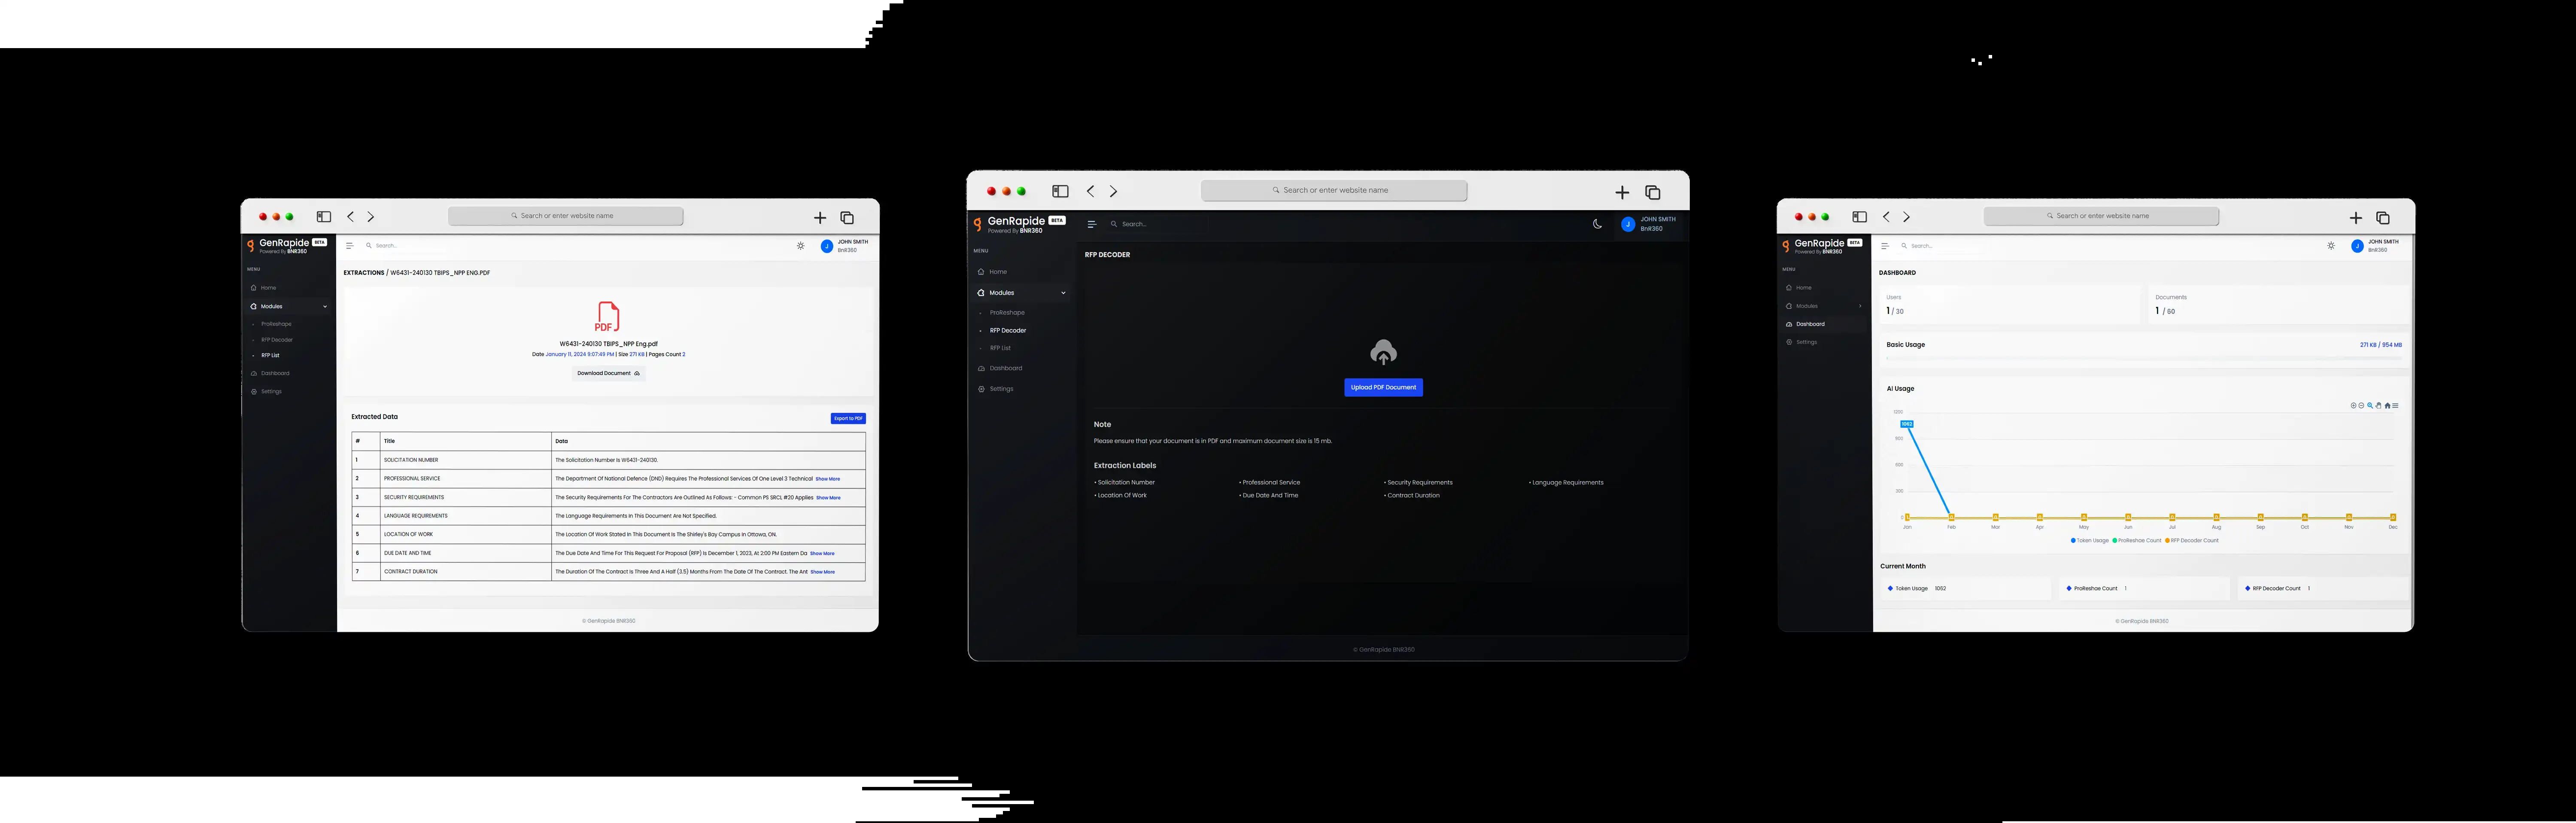 Search or enter website name
GenRapide BETA
Powered By BNR360
Search...
JOHN SMITH
BnR360
MENU
Home
Modules
ProReshape
RFP Decoder
RFP List
Dashboard
Settings
EXTRACTIONS / W6431-240130 TBIPS_NPP ENG.PDF
PDF
W6431-240130 TBIPS_NPP Eng.pdf
Date January 11, 2024 9:07:49 PM | Size 271 KB | Pages Count 2
Download Document
Extracted Data
Export to PDF
# Title Data
1 SOLICITATION NUMBER The Solicitation Number Is W6431-240130.
2 PROFESSIONAL SERVICE The Department Of National Defence (DND) Requires The Professional Services Of One Level 3 Technical Show More
3 SECURITY REQUIREMENTS The Security Requirements For The Contractors Are Outlined As Follows: - Common PS SRCL #20 Applies Show More
4 LANGUAGE REQUIREMENTS The Language Requirements In This Document Are Not Specified.
5 LOCATION OF WORK The Location Of Work Stated In This Document Is The Shirley's Bay Campus In Ottawa, ON.
6 DUE DATE AND TIME The Due Date And Time For This Request For Proposal (RFP) Is December 1, 2023, At 2:00 PM Eastern Da Show More
7 CONTRACT DURATION The Duration Of The Contract Is Three And A Half (3.5) Months From The Date Of The Contract. The Ant Show More
© GenRapide BNR360
Search or enter website name
GenRapide BETA
Powered By BNR360
Search...
JOHN SMITH
BnR360
MENU
Home
Modules
ProReshape
RFP Decoder
RFP List
Dashboard
Settings
RFP DECODER
Upload PDF Document
Note
Please ensure that your document is in PDF and maximum document size is 15 mb.
Extraction Labels
• Solicitation Number • Professional Service • Security Requirements • Language Requirements
• Location Of Work • Due Date And Time • Contract Duration
© GenRapide BNR360
Search or enter website name
GenRapide BETA
Powered By BNR360
Search...
JOHN SMITH
BnR360
MENU
Home
Modules
Dashboard
Settings
DASHBOARD
Users
1 / 30
Documents
1 / 60
Basic Usage
271 KB / 954 MB
AI Usage
1200
1062
900
600
300
0
Jan Feb Mar Apr May Jun Jul Aug Sep Oct Nov Dec
Token Usage ProReshae Count RFP Decoder Count
Current Month
Token Usage 1062
ProReshae Count 1
RFP Decoder Count 1
© GenRapide BNR360